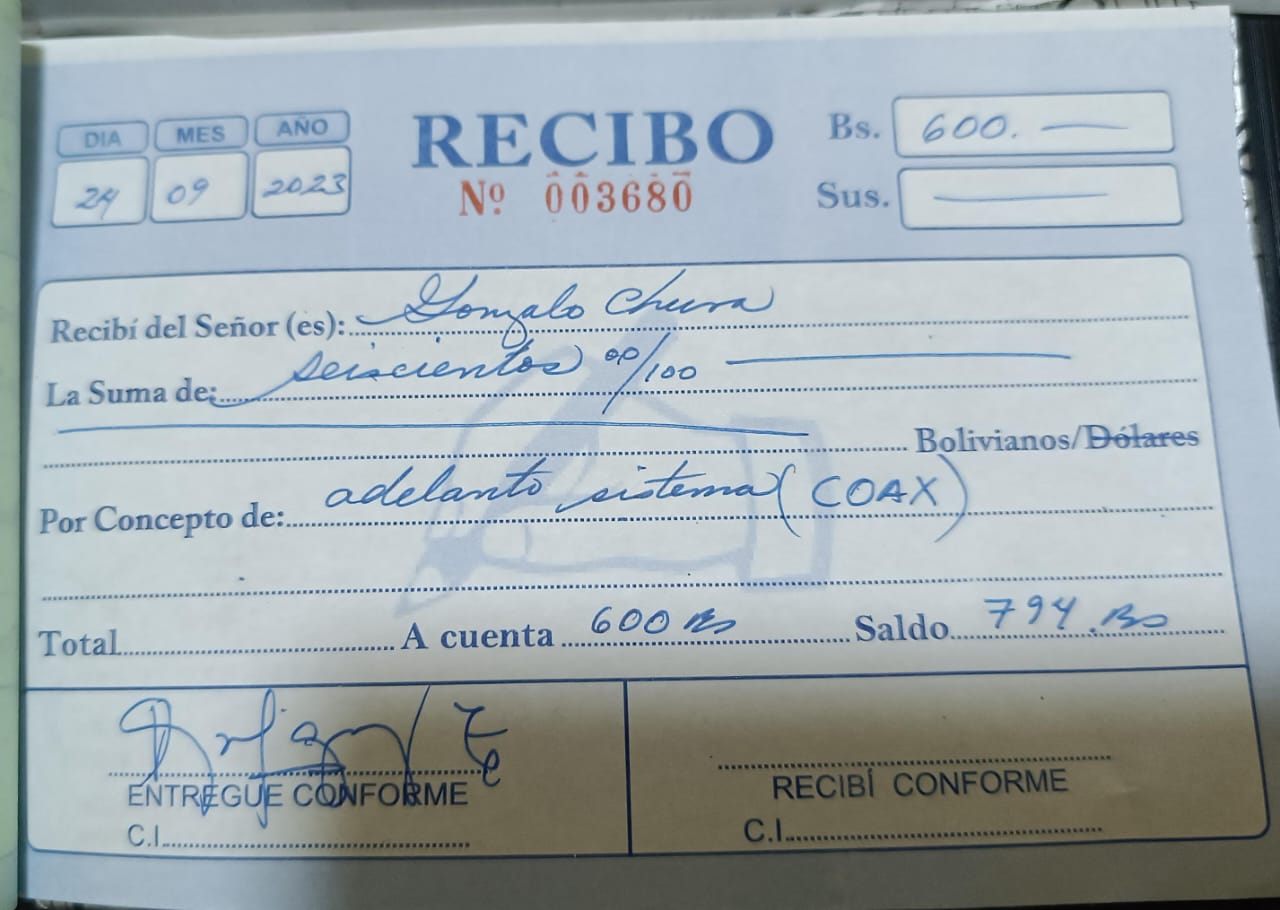 DIA MES AÑO
24 09 2023
RECIBO
Nº 003680
Bs. 600.
Sus.
Recibí del Señor (es): Gonzalo Chura
La Suma de: seiscientos 00/100
Bolivianos/Dólares
Por Concepto de: adelanto sistema (COAX)
Total A cuenta 600 Bs Saldo 794.Bs
ENTREGUE CONFORME
C.I.
RECIBÍ CONFORME
C.I.